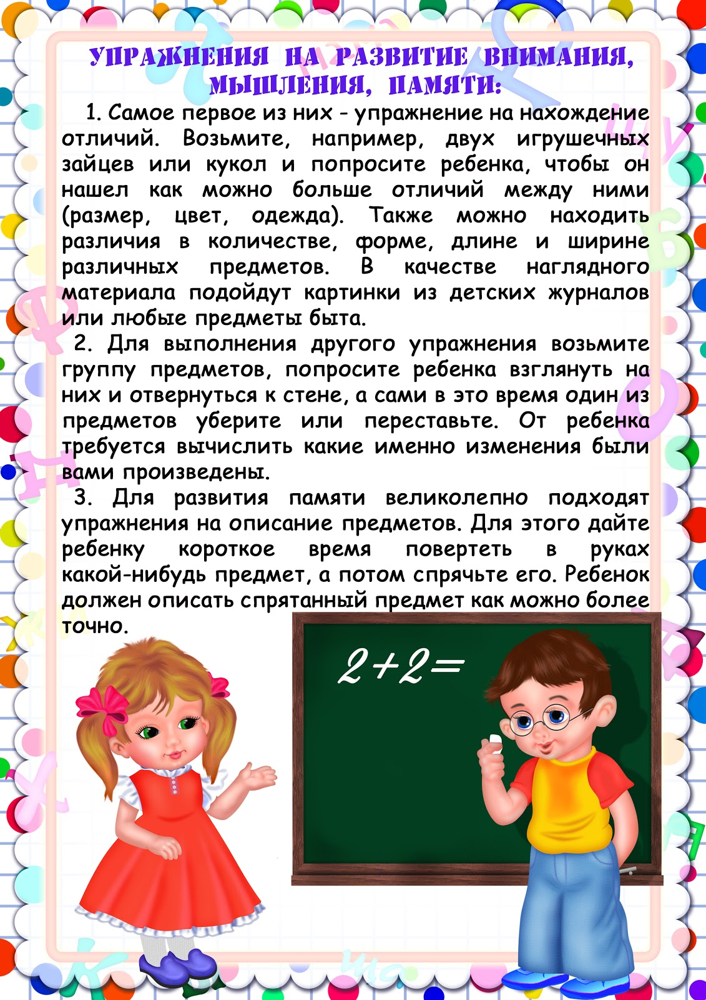 УПРАЖНЕНИЯ НА РАЗВИТИЕ ВНИМАНИЯ,
МЫШЛЕНИЯ, ПАМЯТИ:
1. Самое первое из них - упражнение на нахождение
отличий. Возьмите, например, двух игрушечных
зайцев или кукол и попросите ребенка, чтобы он
нашел как можно больше отличий между ними
(размер, цвет, одежда). Также можно находить
различия в количестве, форме, длине и ширине
различных предметов. В качестве наглядного
материала подойдут картинки из детских журналов
или любые предметы быта.
2. Для выполнения другого упражнения возьмите
группу предметов, попросите ребенка взглянуть на
них и отвернуться к стене, а сами в это время один из
предметов уберите или переставьте. От ребенка
требуется вычислить какие именно изменения были
вами произведены.
3. Для развития памяти великолепно подходят
упражнения на описание предметов. Для этого дайте
ребенку короткое время повертеть в руках
какой-нибудь предмет, а потом спрячьте его. Ребенок
должен описать спрятанный предмет как можно более
точно.
2+2=